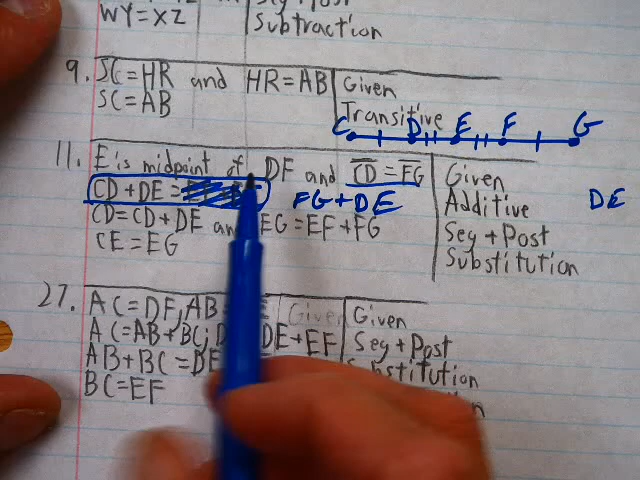 WY=XZ
Subtraction
9. SC=HR and HR=AB Given
SC=AB Transitive
C D E F G
11. E is midpoint of DF and CD = FG Given
CD+DE= FG+DE Additive DE
CD=CD+DE and EG=EF+FG Seg+Post
CE=EG Substitution
27. AC=DF, AB Given Given
AC=AB+BC; DE+EF Seg+Post
AB+BC=DE Substitution
BC=EF